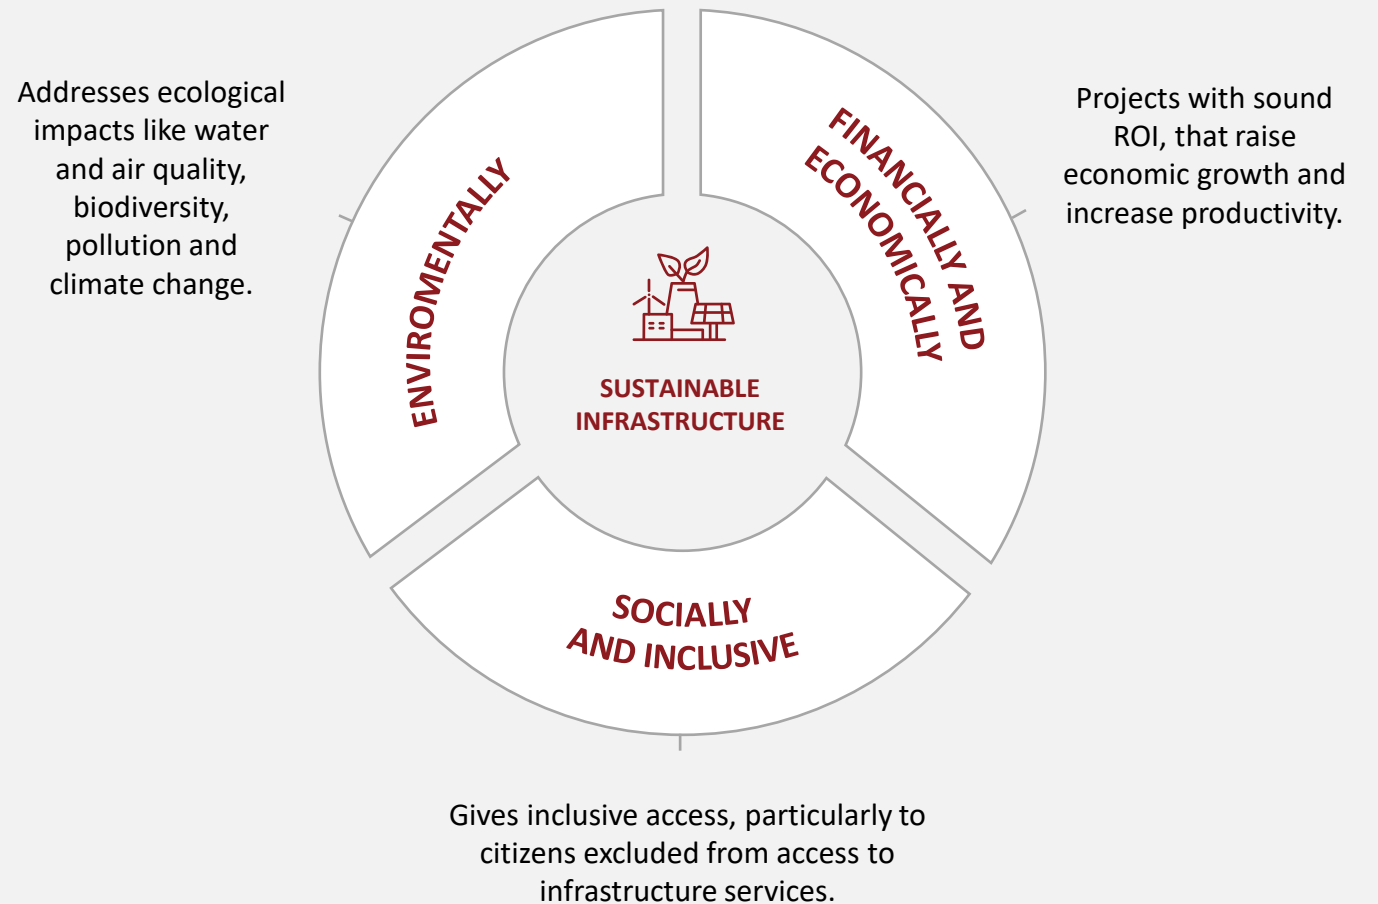 Addresses ecological
impacts like water
and air quality,
biodiversity,
pollution and
climate change.
ENVIROMENTALLY
FINANCIALLY AND
ECONOMICALLY
Projects with sound
ROI, that raise
economic growth and
increase productivity.
SUSTAINABLE
INFRASTRUCTURE
SOCIALLY
AND INCLUSIVE
Gives inclusive access, particularly to
citizens excluded from access to
infrastructure services.